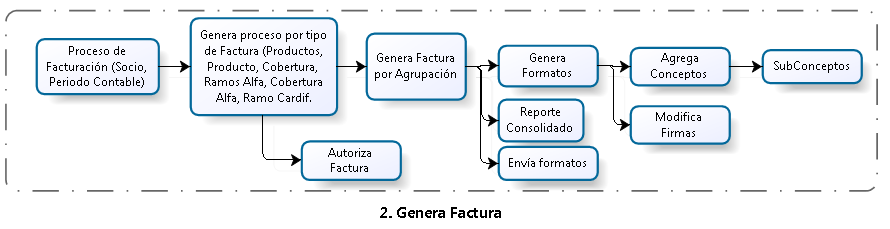 Proceso de
Facturación (Socio,
Periodo Contable)
Genera proceso por tipo
de Factura (Productos,
Producto, Cobertura,
Ramos Alfa, Cobertura
Alfa, Ramo Cardif.
Genera Factura
por Agrupación
Genera
Formatos
Agrega
Conceptos
SubConceptos
Reporte
Consolidado
Modifica
Firmas
Autoriza
Factura
Envía formatos
2. Genera Factura